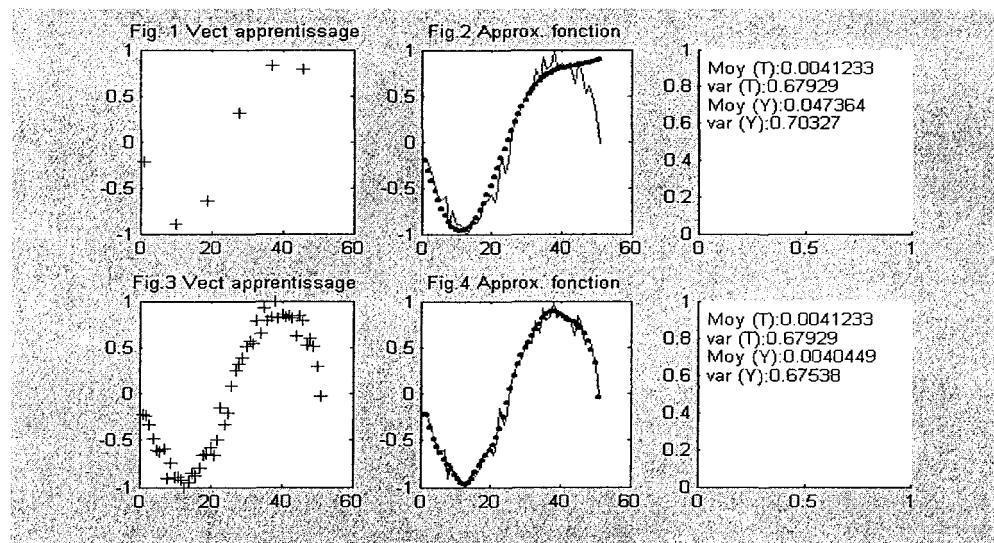 Fig. 1 Vect apprentissage
1
0.5
0
-0.5
-1
0 20 40 60
Fig.2 Approx. fonction
1
0.5
0
-0.5
-1
0 20 40 60
1
0.8
0.6
0.4
0.2
0
0 0.5 1
Moy (T):0.0041233
var (T):0.67929
Moy (Y):0.047364
var (Y):0.70327
Fig.3 Vect apprentissage
1
0.5
0
-0.5
-1
0 20 40 60
Fig.4 Approx. fonction
1
0.5
0
-0.5
-1
0 20 40 60
1
0.8
0.6
0.4
0.2
0
0 0.5 1
Moy (T):0.0041233
var (T):0.67929
Moy (Y):0.0040449
var (Y):0.67538